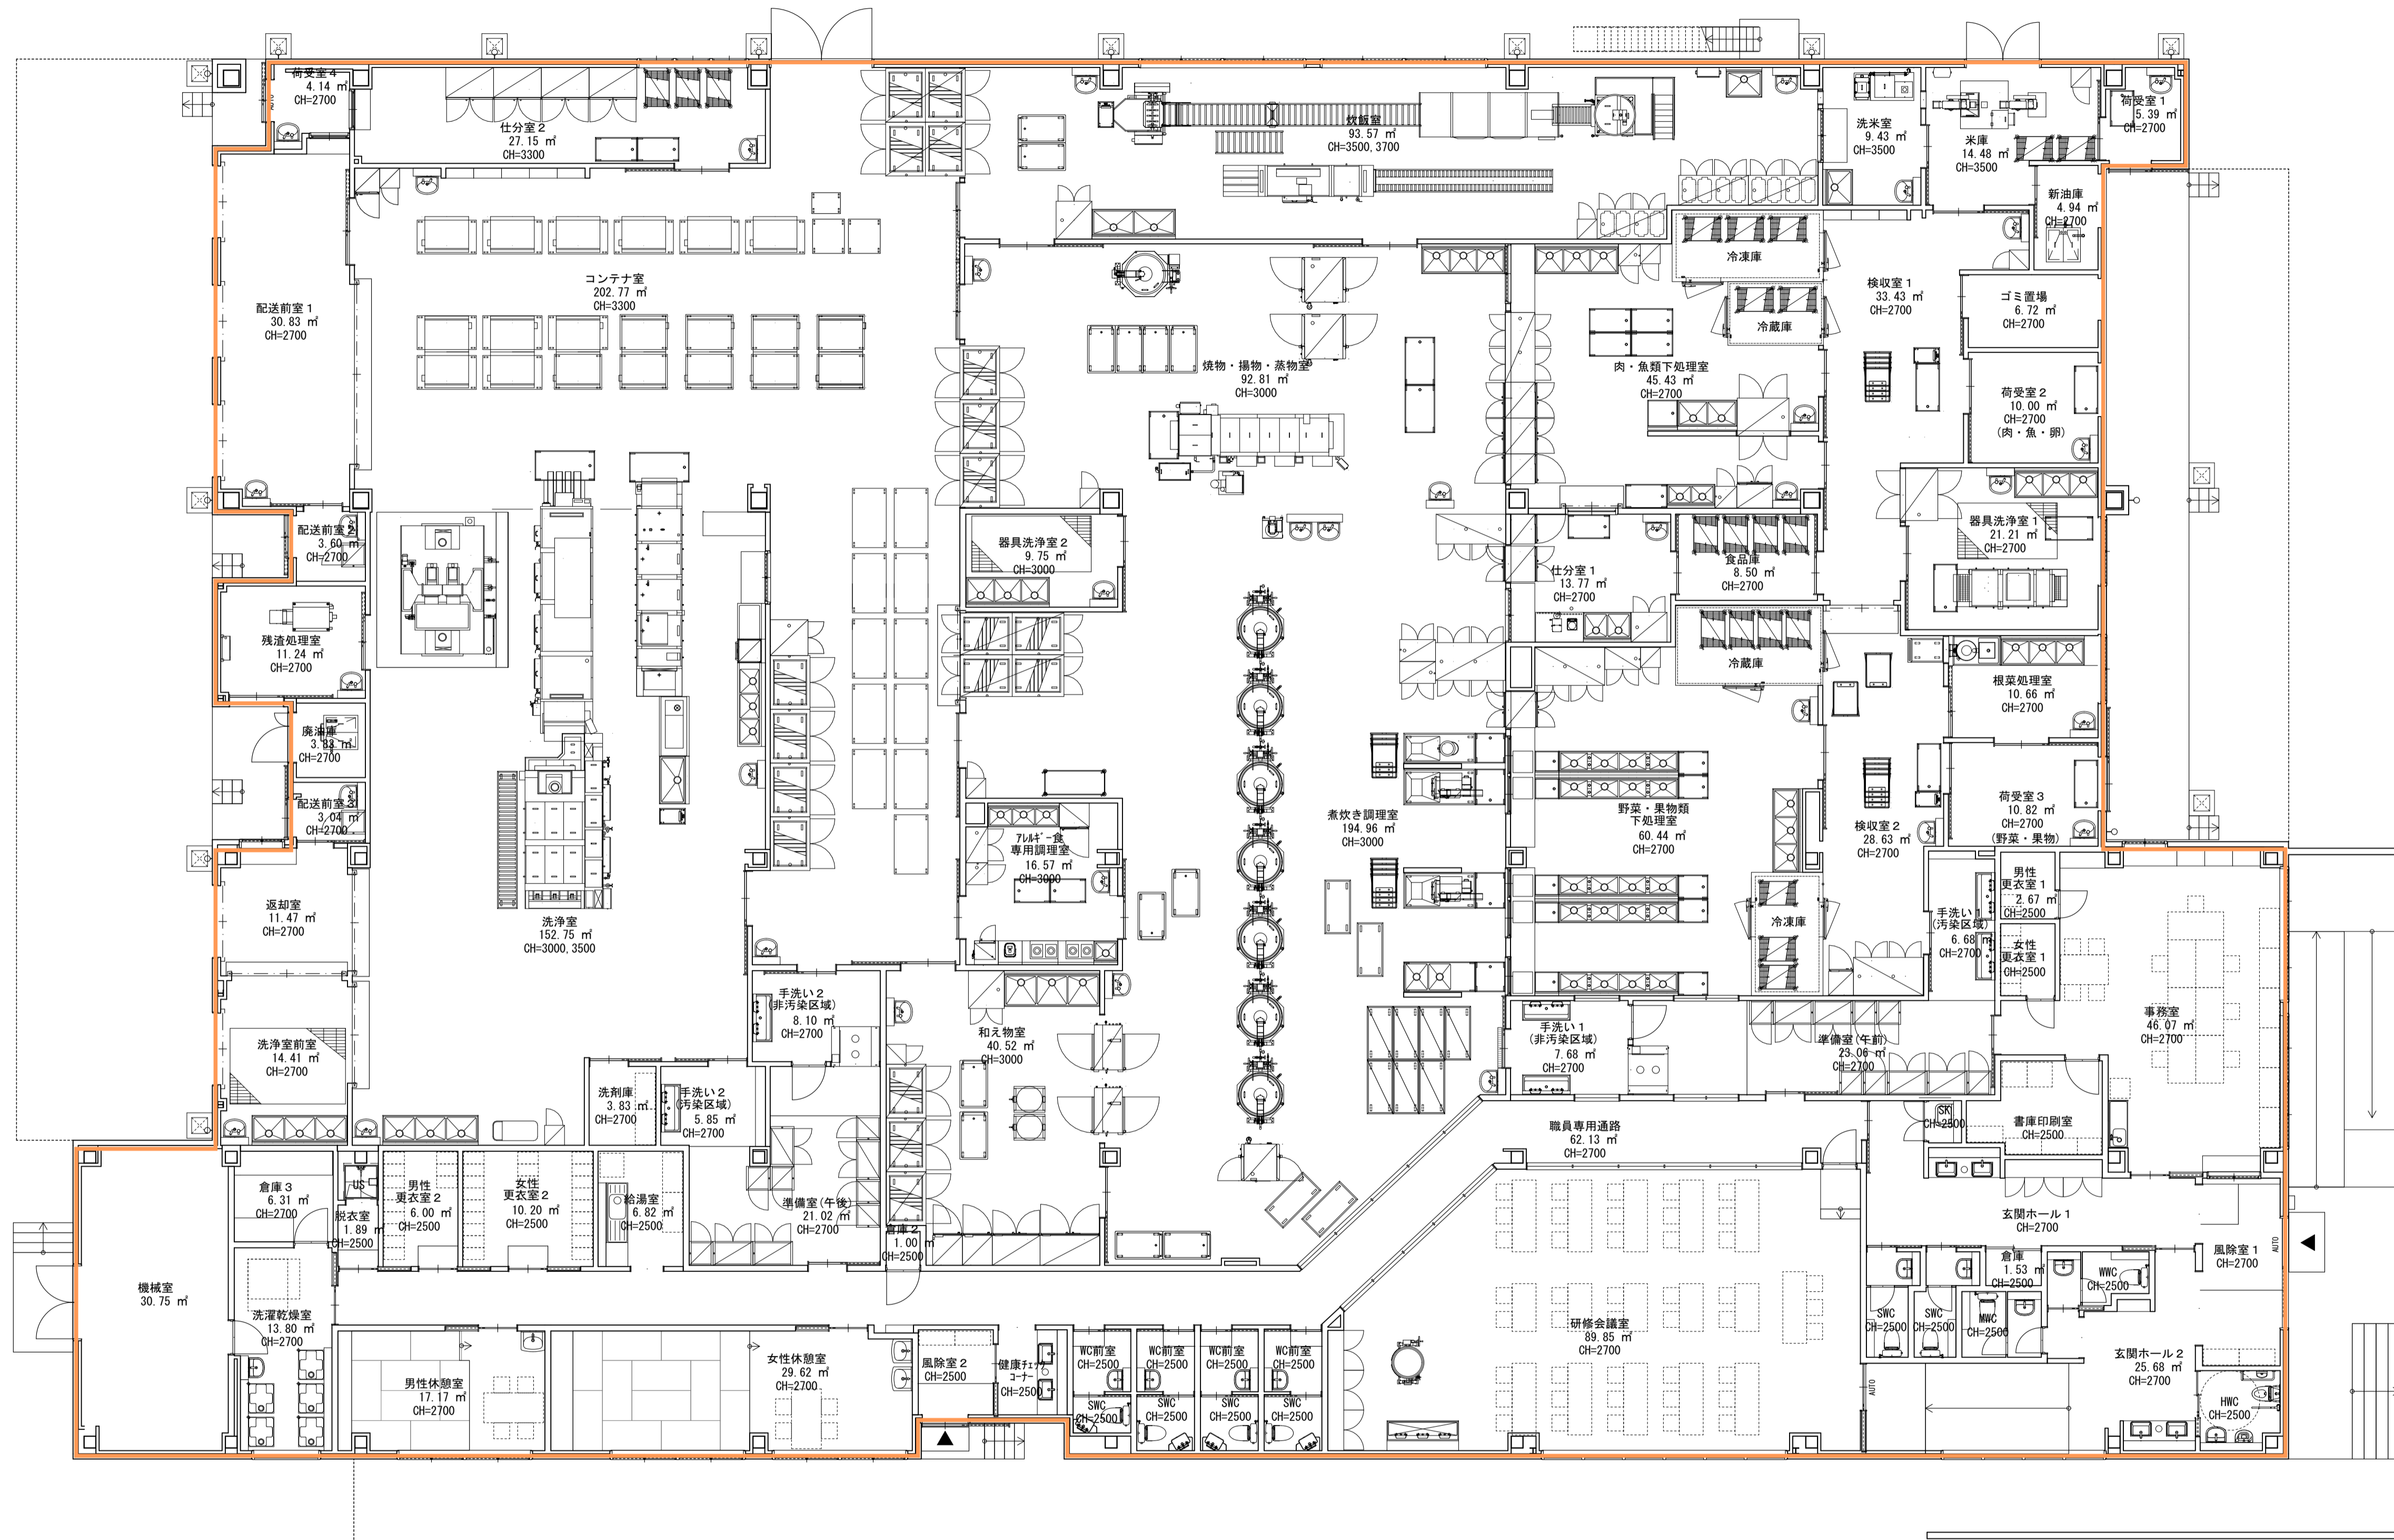 荷受室4
4.14 ㎡
CH=2700
仕分室2
27.15 ㎡
CH=3300
炊飯室
93.57 ㎡
CH=3500, 3700
洗米室
9.43 ㎡
CH=3500
米庫
14.48 ㎡
CH=3500
荷受室1
5.39 ㎡
CH=2700
新油庫
4.94 ㎡
CH=2700
冷凍庫
冷蔵庫
検収室1
33.43 ㎡
CH=2700
ゴミ置場
6.72 ㎡
CH=2700
配送前室1
30.83 ㎡
CH=2700
コンテナ室
202.77 ㎡
CH=3300
焼物・揚物・蒸物室
92.81 ㎡
CH=3000
肉・魚類下処理室
45.43 ㎡
CH=2700
荷受室2
10.00 ㎡
CH=2700
(肉・魚・卵)
配送前室2
3.60 ㎡
CH=2700
器具洗浄室2
9.75 ㎡
CH=3000
仕分室1
13.77 ㎡
CH=2700
食品庫
8.50 ㎡
CH=2700
器具洗浄室1
21.21 ㎡
CH=2700
残渣処理室
11.24 ㎡
CH=2700
冷蔵庫
根菜処理室
10.66 ㎡
CH=2700
廃油庫
3.83 ㎡
CH=2700
配送前室3
3.04 ㎡
CH=2700
アレルギー食
専用調理室
16.57 ㎡
CH=3000
煮炊き調理室
194.96 ㎡
CH=3000
野菜・果物類
下処理室
60.44 ㎡
CH=2700
検収室2
28.63 ㎡
CH=2700
荷受室3
10.82 ㎡
CH=2700
(野菜・果物)
返却室
11.47 ㎡
CH=2700
洗浄室
152.75 ㎡
CH=3000, 3500
冷凍庫
手洗い1
(汚染区域)
6.68 ㎡
CH=2700
男性
更衣室1
2.67 ㎡
CH=2500
女性
更衣室1
CH=2500
事務室
46.07 ㎡
CH=2700
洗浄室前室
14.41 ㎡
CH=2700
手洗い2
(非汚染区域)
8.10 ㎡
CH=2700
和え物室
40.52 ㎡
CH=3000
手洗い1
(非汚染区域)
7.68 ㎡
CH=2700
準備室(午前)
23.06 ㎡
CH=2700
洗剤庫
3.83 ㎡
CH=2700
手洗い2
(汚染区域)
5.85 ㎡
CH=2700
職員専用通路
62.13 ㎡
CH=2700
SK
CH=2500
書庫印刷室
CH=2500
倉庫3
6.31 ㎡
CH=2700
US
脱衣室
1.89 ㎡
CH=2500
男性
更衣室2
6.00 ㎡
CH=2500
女性
更衣室2
10.20 ㎡
CH=2500
給湯室
6.82 ㎡
CH=2500
準備室(午後)
21.02 ㎡
CH=2700
倉庫2
1.00 ㎡
CH=2500
玄関ホール1
CH=2700
風除室1
CH=2700
AUTO
倉庫
1.53 ㎡
CH=2500
WWC
CH=2500
機械室
30.75 ㎡
洗濯乾燥室
13.80 ㎡
CH=2700
研修会議室
89.85 ㎡
CH=2700
SWC
CH=2500
SWC
CH=2500
MWC
CH=2500
男性休憩室
17.17 ㎡
CH=2700
女性休憩室
29.62 ㎡
CH=2700
風除室2
CH=2500
健康チェック
コーナー
CH=2500
WC前室
CH=2500
WC前室
CH=2500
WC前室
CH=2500
WC前室
CH=2500
SWC
CH=2500
SWC
CH=2500
SWC
CH=2500
SWC
CH=2500
AUTO
玄関ホール2
25.68 ㎡
CH=2700
HWC
CH=2500